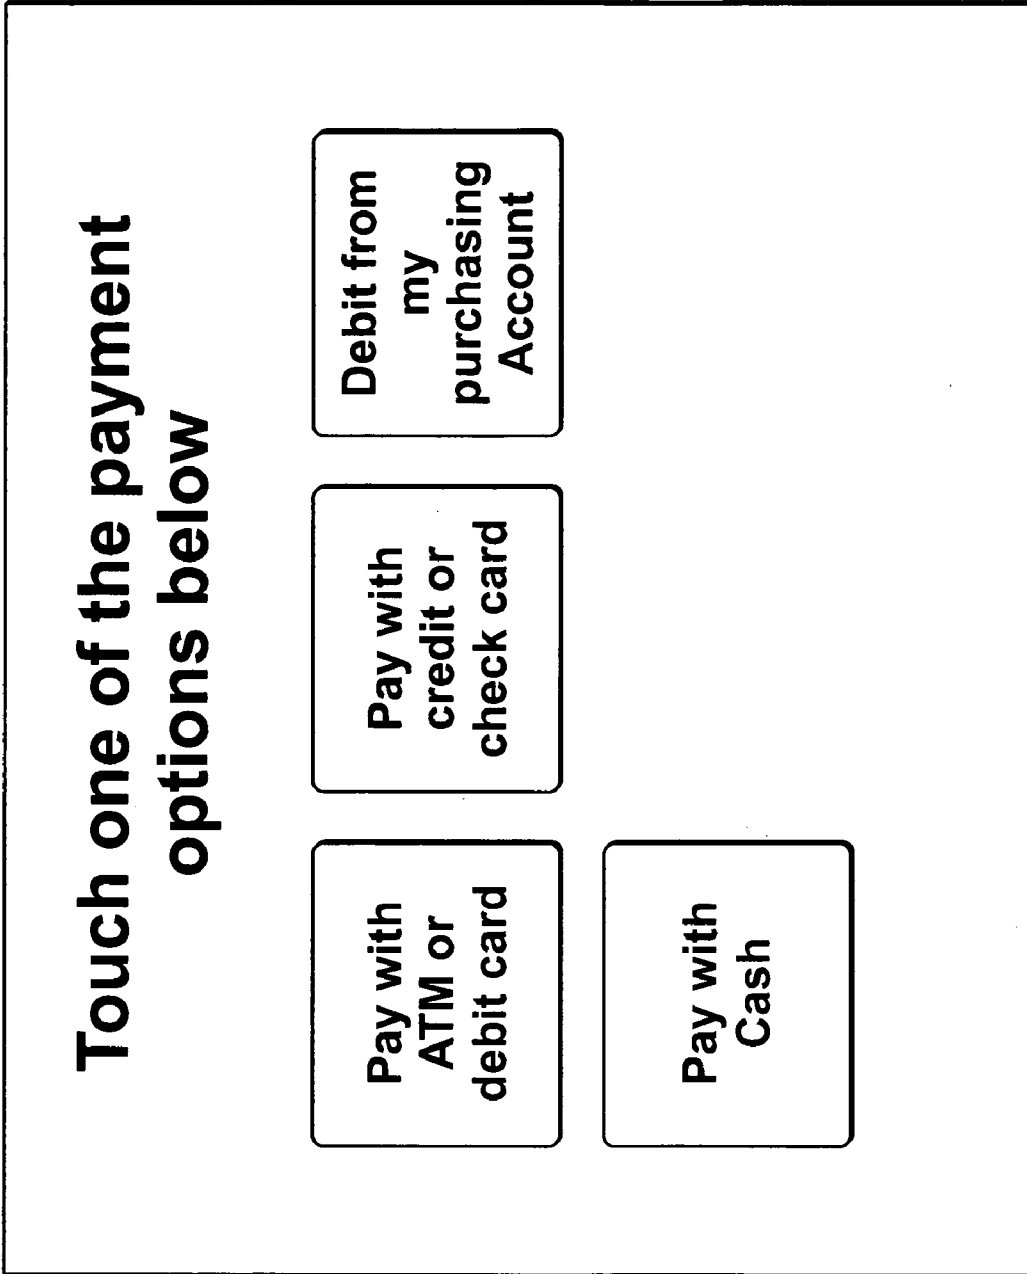 Touch one of the payment
options below
Pay with
ATM or
debit card
Pay with
credit or
check card
Debit from
my
purchasing
Account
Pay with
Cash